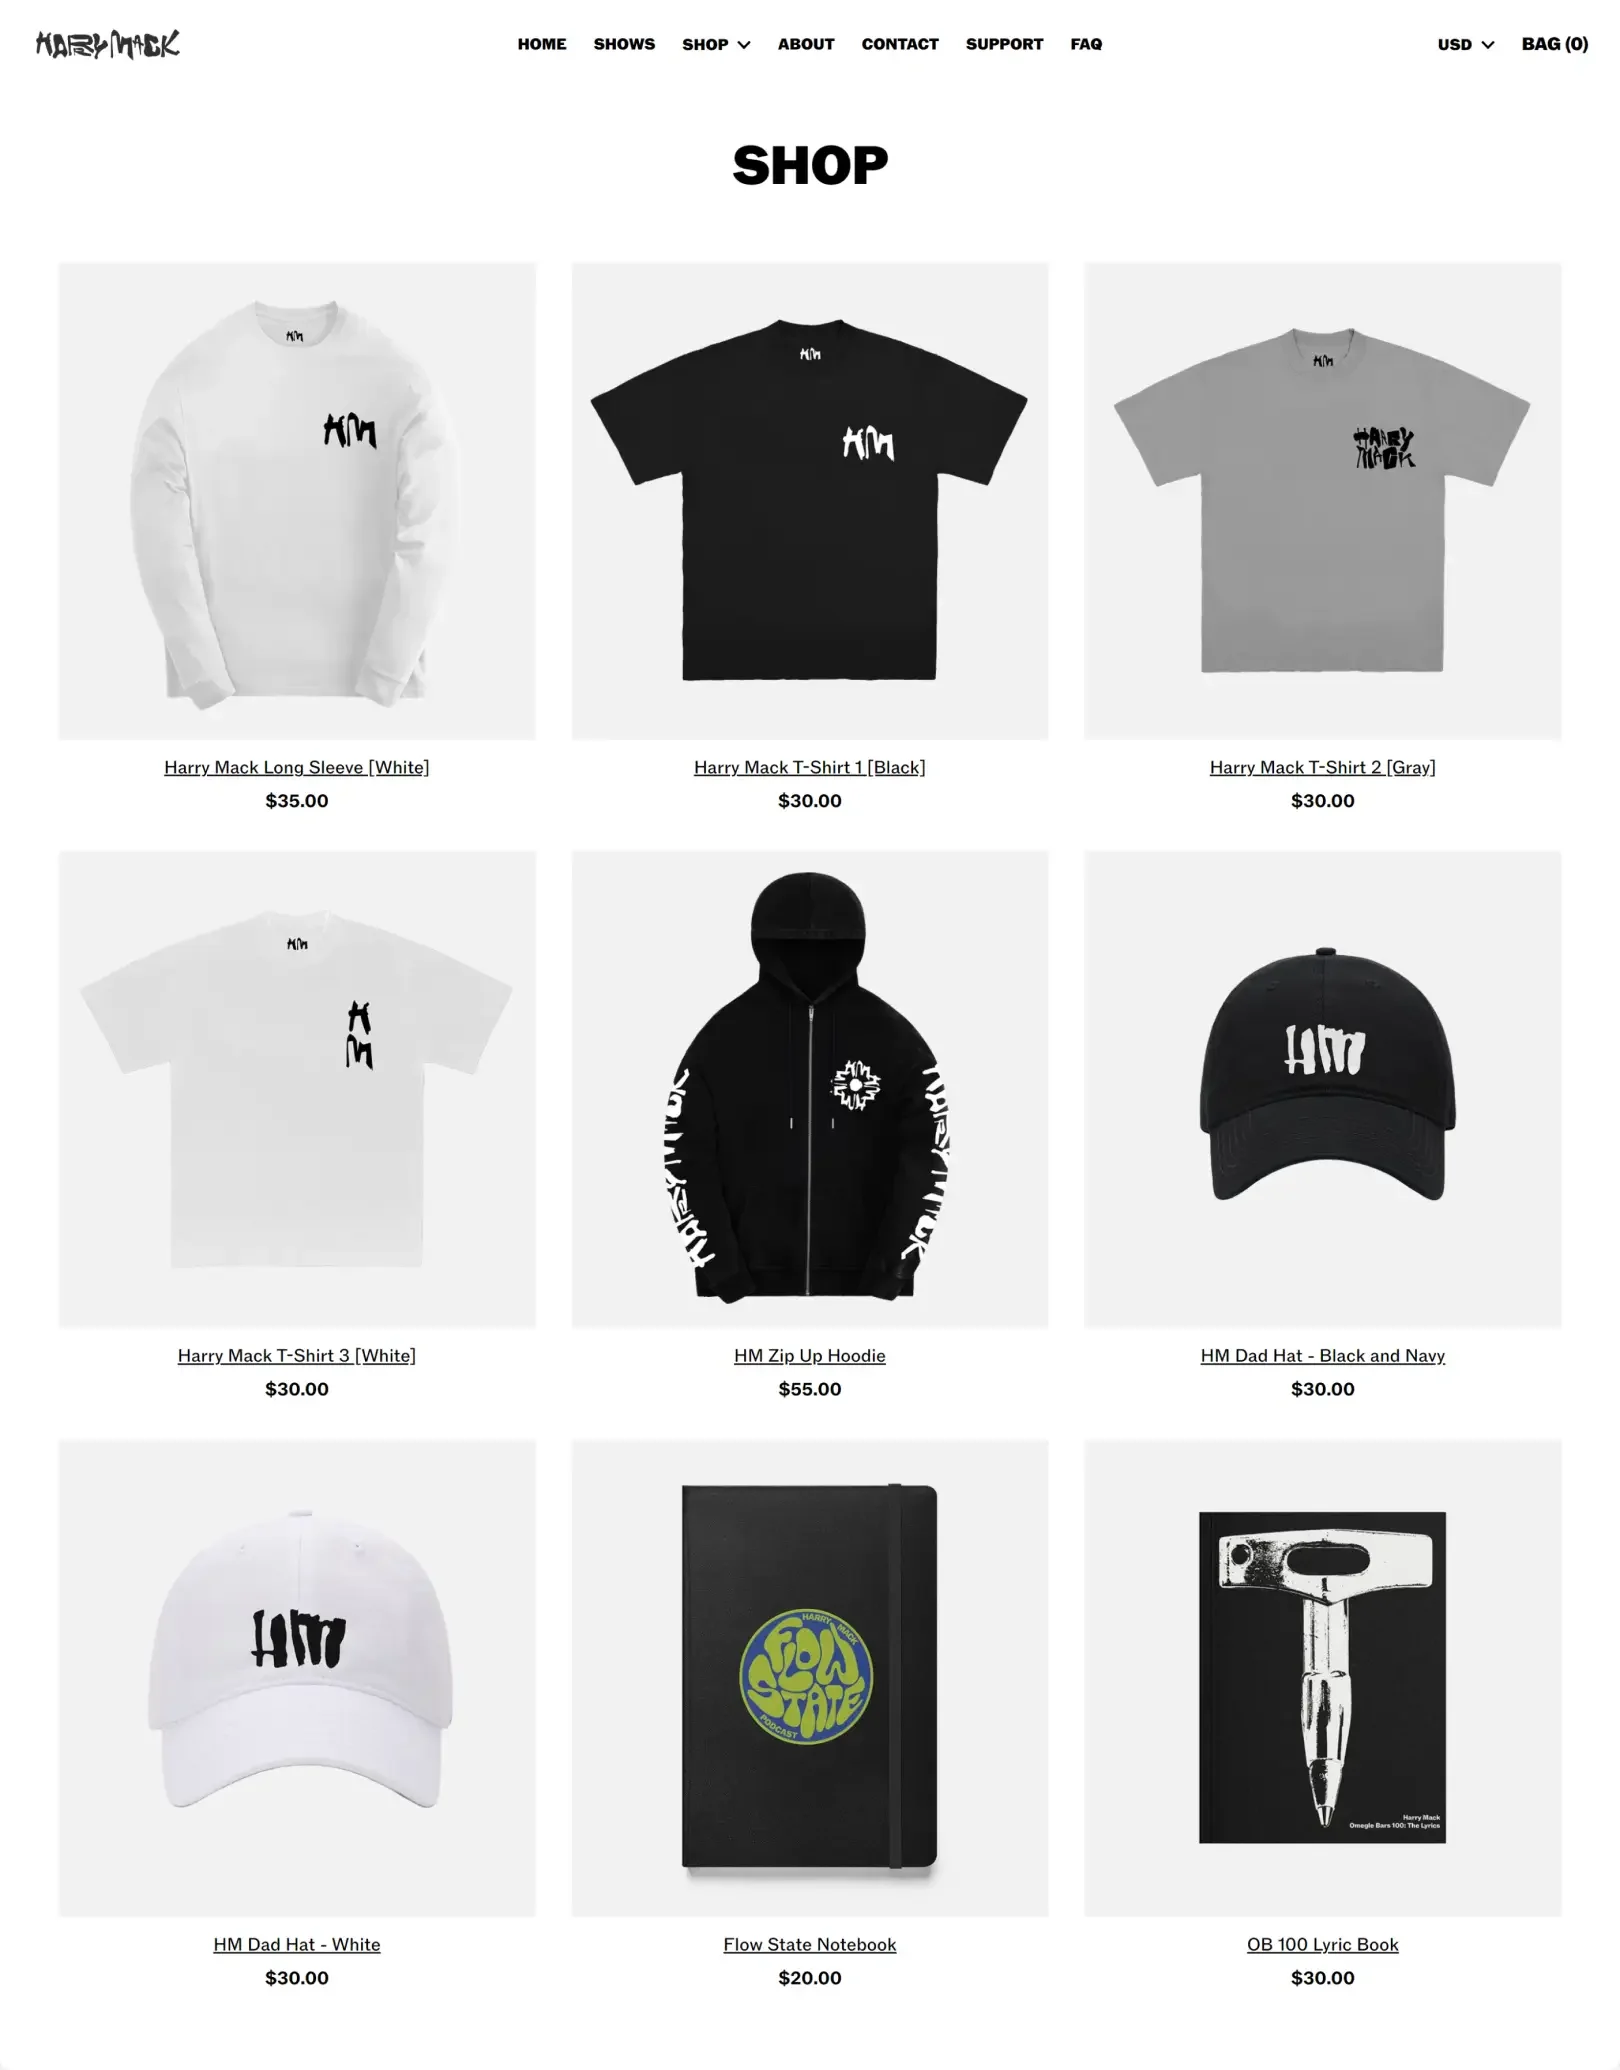 HARRY MACK
HOME SHOWS SHOP ABOUT CONTACT SUPPORT FAQ
USD BAG (0)
SHOP
HM
HM
HM
HM
HM
HARRY
MACK
Harry Mack Long Sleeve [White]
$35.00
Harry Mack T-Shirt 1 [Black]
$30.00
Harry Mack T-Shirt 2 [Gray]
$30.00
HM
H
M
HARRY MACK
HARRY MACK
HM
Harry Mack T-Shirt 3 [White]
$30.00
HM Zip Up Hoodie
$55.00
HM Dad Hat - Black and Navy
$30.00
HM
HARRY MACK
FLOW
STATE
PODCAST
Harry Mack
Omegle Bars 100: The Lyrics
HM Dad Hat - White
$30.00
Flow State Notebook
$20.00
OB 100 Lyric Book
$30.00